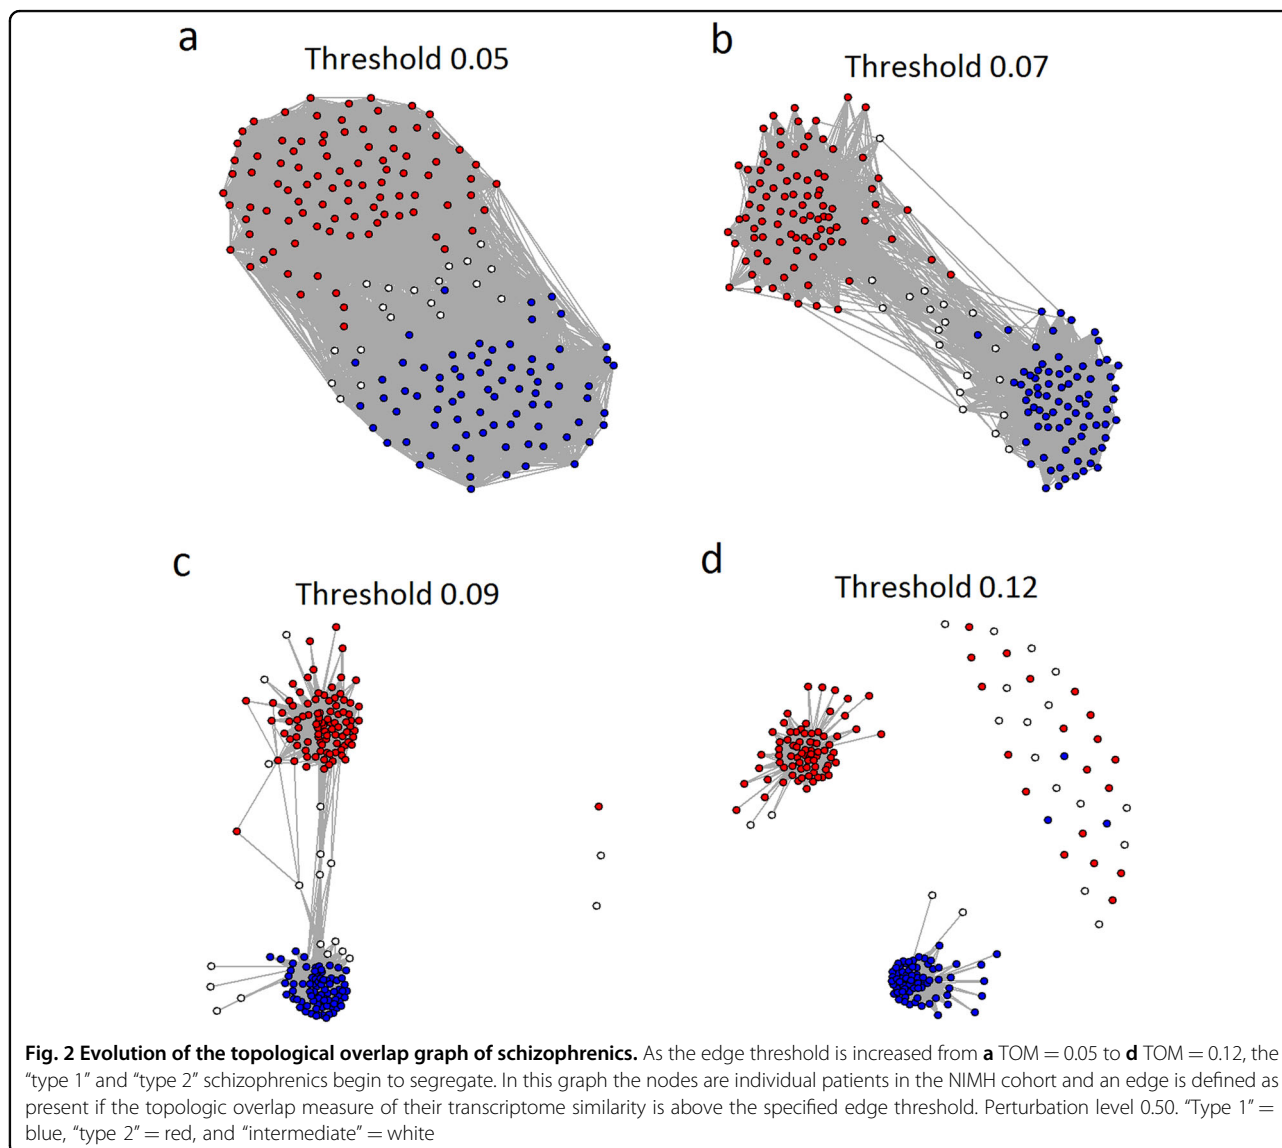 a
Threshold 0.05
b
Threshold 0.07
c
Threshold 0.09
d
Threshold 0.12
Fig. 2 Evolution of the topological overlap graph of schizophrenics. As the edge threshold is increased from a TOM = 0.05 to d TOM = 0.12, the
“type 1” and “type 2” schizophrenics begin to segregate. In this graph the nodes are individual patients in the NIMH cohort and an edge is defined as
present if the topologic overlap measure of their transcriptome similarity is above the specified edge threshold. Perturbation level 0.50. “Type 1” =
blue, “type 2” = red, and “intermediate” = white